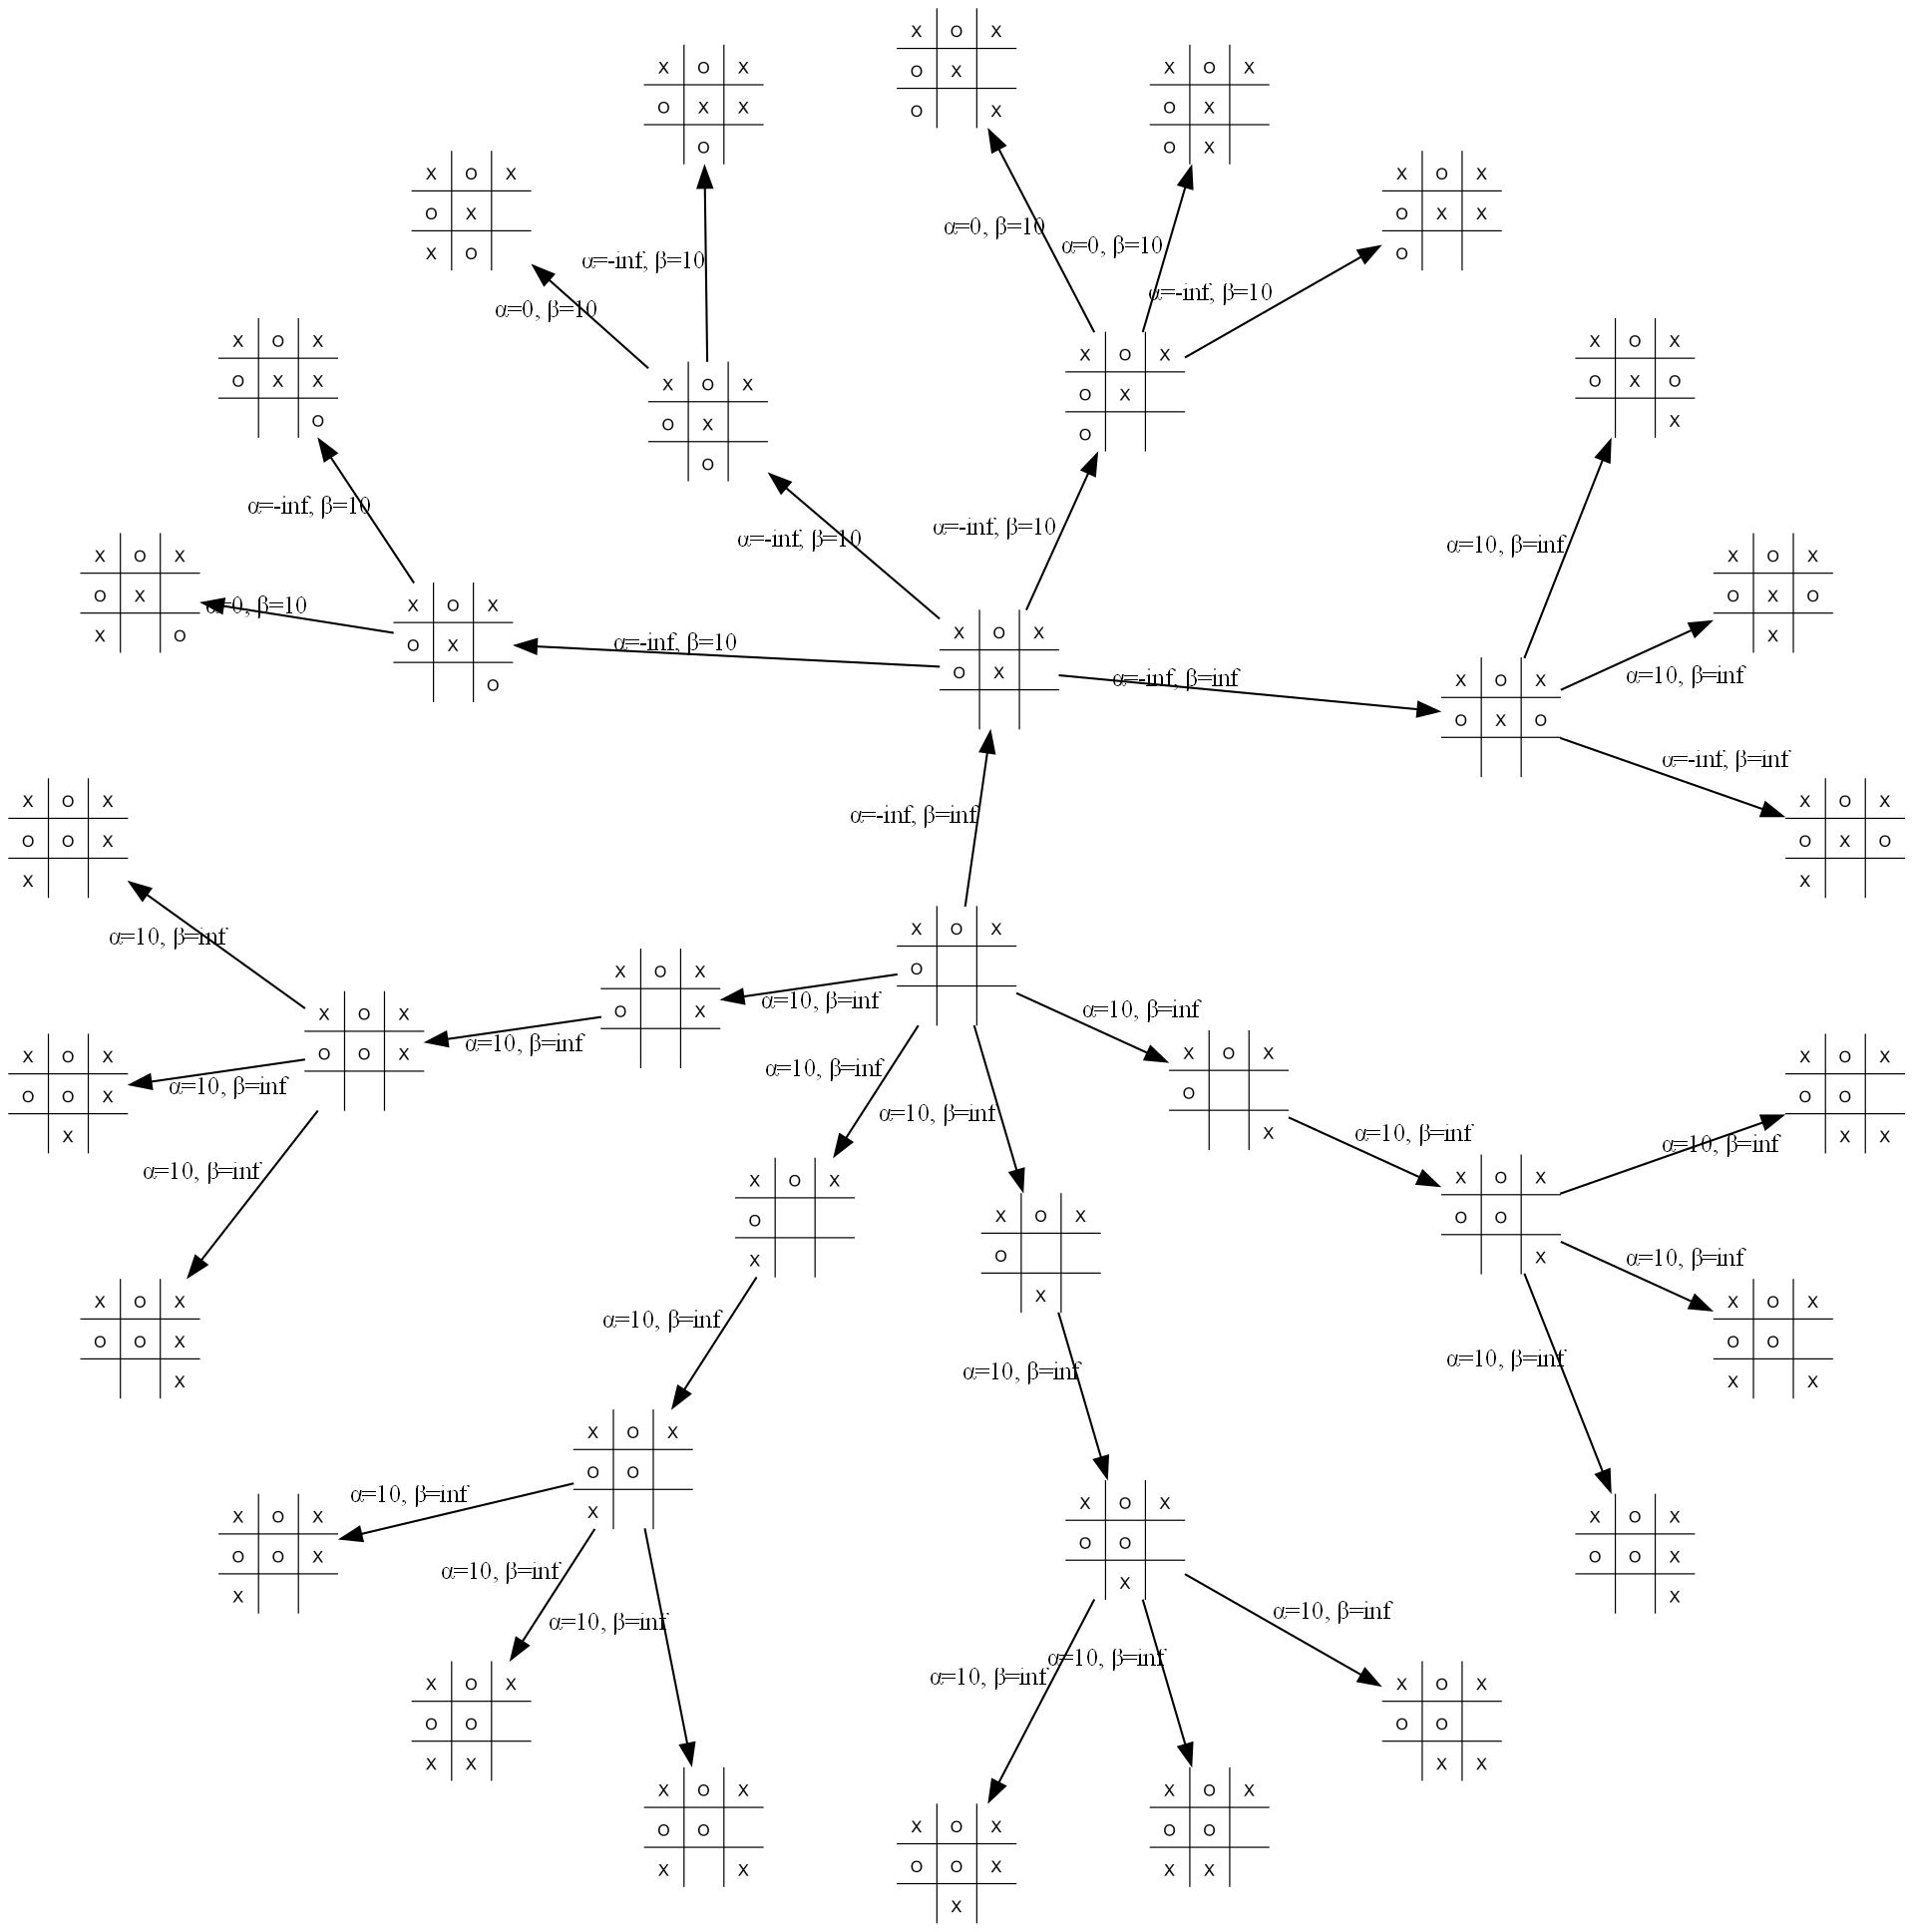 X O X
O X
O X
X O X
O X X
O
X O X
O X
O X
X O X
O X
X O
X O X
O X X
O
α=0, β=10
α=0, β=10
α=-inf, β=10
α=-inf, β=10
α=0, β=10
X O X
O X X
O
X O X
O X
O
X O X
O X
O
X O X
O X O
X
α=-inf, β=10
α=-inf, β=10
α=-inf, β=10
α=10, β=inf
X O X
O X
X O
α=0, β=10
X O X
O X
O
α=-inf, β=10
X O X
O X
α=-inf, β=inf
X O X
O X O
X O X
O X O
X
α=10, β=inf
α=-inf, β=inf
X O X
O X O
X
α=-inf, β=inf
X O X
O O X
X
α=10, β=inf
X O X
O
α=10, β=inf
X O X
O X
α=10, β=inf
X O X
O O X
α=10, β=inf
X O X
O O X
X
α=10, β=inf
X O X
O O X
X
α=10, β=inf
α=10, β=inf
α=10, β=inf
X O X
O
X
α=10, β=inf
X O X
O O
X
α=10, β=inf
X O X
O O
X X
α=10, β=inf
X O X
O O
X X
α=10, β=inf
X O X
O O X
X
X O X
O
X
α=10, β=inf
X O X
O
X
α=10, β=inf
X O X
O O
X
α=10, β=inf
X O X
O O X
X
α=10, β=inf
α=10, β=inf
X O X
O O
X X
X O X
O O
X X
X O X
O O
X
α=10, β=inf
α=10, β=inf
α=10, β=inf
X O X
O O
X X
X O X
O O
X X
X O X
O O X
X